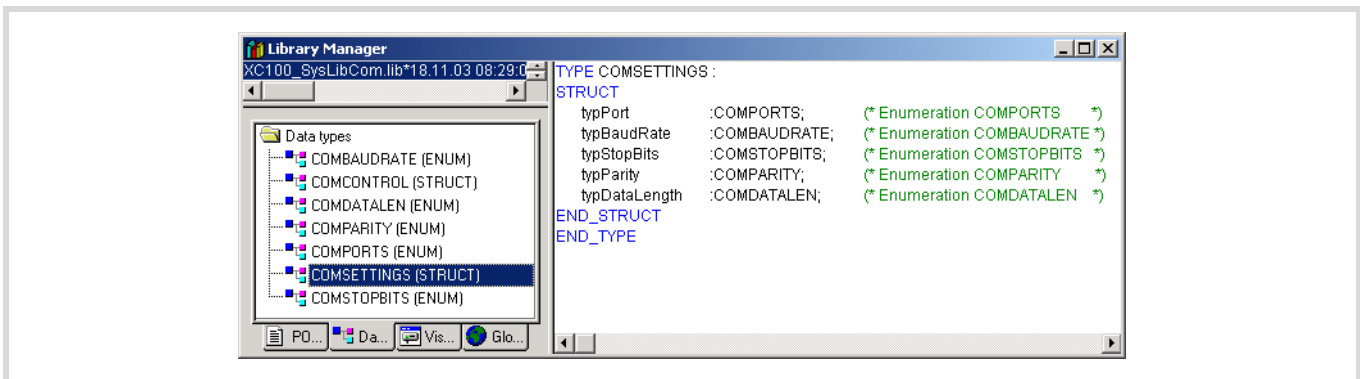 Library Manager
XC100_SysLibCom.lib*18.11.03 08:29:0
Data types
COMBAUDRATE (ENUM)
COMCONTROL (STRUCT)
COMDATALEN (ENUM)
COMPARITY (ENUM)
COMPORTS (ENUM)
COMSETTINGS (STRUCT)
COMSTOPBITS (ENUM)
PO... Da... Vis... Glo...
TYPE COMSETTINGS :
STRUCT
typPort :COMPORTS; (* Enumeration COMPORTS *)
typBaudRate :COMBAUDRATE; (* Enumeration COMBAUDRATE *)
typStopBits :COMSTOPBITS; (* Enumeration COMSTOPBITS *)
typParity :COMPARITY; (* Enumeration COMPARITY *)
typDataLength :COMDATALEN; (* Enumeration COMDATALEN *)
END_STRUCT
END_TYPE